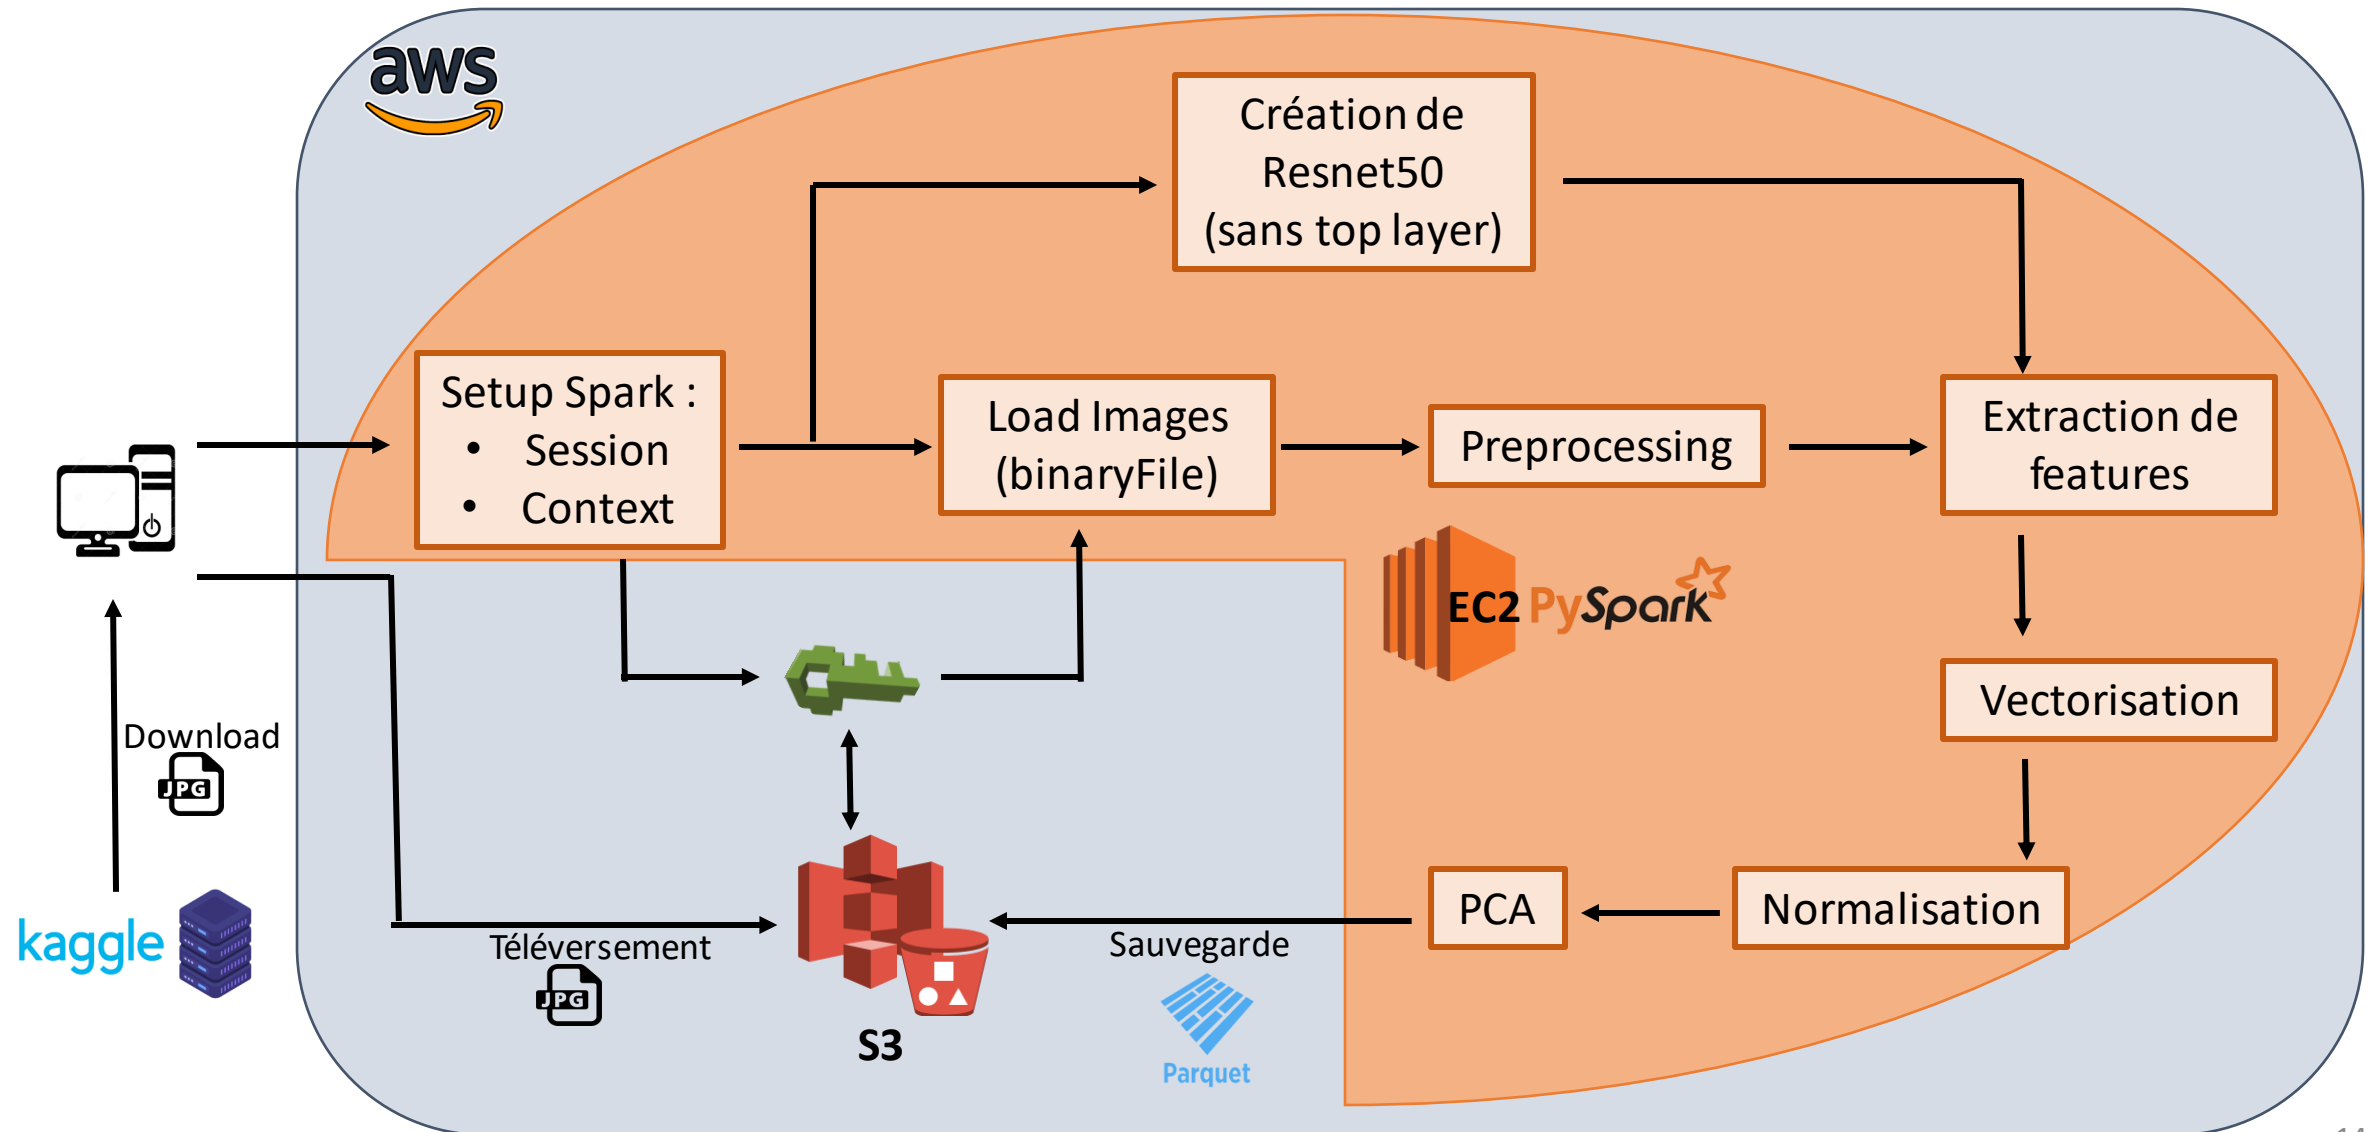 aws
Création de
Resnet50
(sans top layer)
Setup Spark :
• Session
• Context
Load Images
(binaryFile)
Preprocessing
Extraction de
features
EC2
PySpark
Vectorisation
Download
JPG
kaggle
Téléversement
JPG
S3
Sauvegarde
Parquet
PCA
Normalisation
14